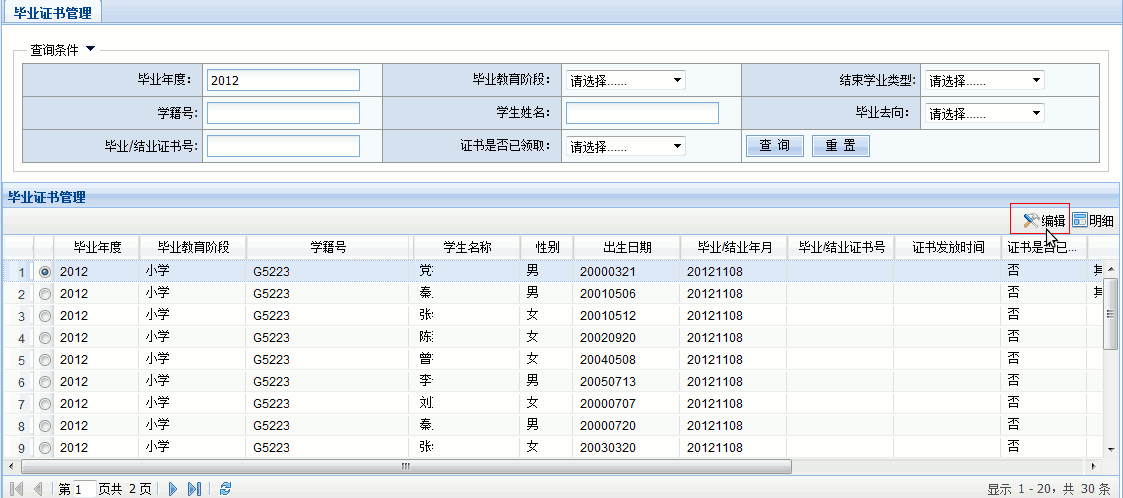 毕业证书管理
查询条件
毕业年度： 2012 毕业教育阶段： 请选择...... 结束学业类型: 请选择......
学籍号: 学生姓名: 毕业去向: 请选择......
毕业/结业证书号: 证书是否已领取: 请选择...... 查 询 重 置
毕业证书管理
编辑 明细
毕业年度 毕业教育阶段 学籍号 学生名称 性别 出生日期 毕业/结业年月 毕业/结业证书号 证书发放时间 证书是否已...
1 2012 小学 G5223 党 男 20000321 20121108 否
2 2012 小学 G5223 秦 男 20010506 20121108 否
3 2012 小学 G5223 张 女 20010512 20121108 否
4 2012 小学 G5223 陈 女 20020920 20121108 否
5 2012 小学 G5223 曾 女 20040508 20121108 否
6 2012 小学 G5223 李 男 20050713 20121108 否
7 2012 小学 G5223 刘 女 20000707 20121108 否
8 2012 小学 G5223 秦 男 20000720 20121108 否
9 2012 小学 G5223 张 女 20030320 20121108 否
第 1 页共 2 页 显示 1 - 20，共 30 条